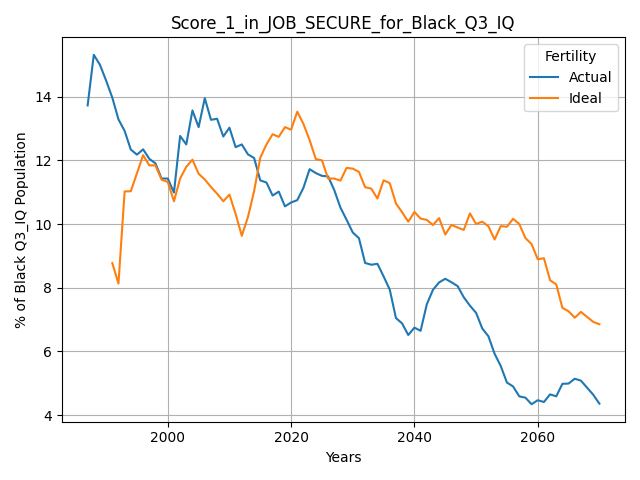 Score_1_in_JOB_SECURE_for_Black_Q3_IQ
Fertility
Actual
Ideal
% of Black Q3_IQ Population
14
12
10
8
6
4
2000
2020
2040
2060
Years